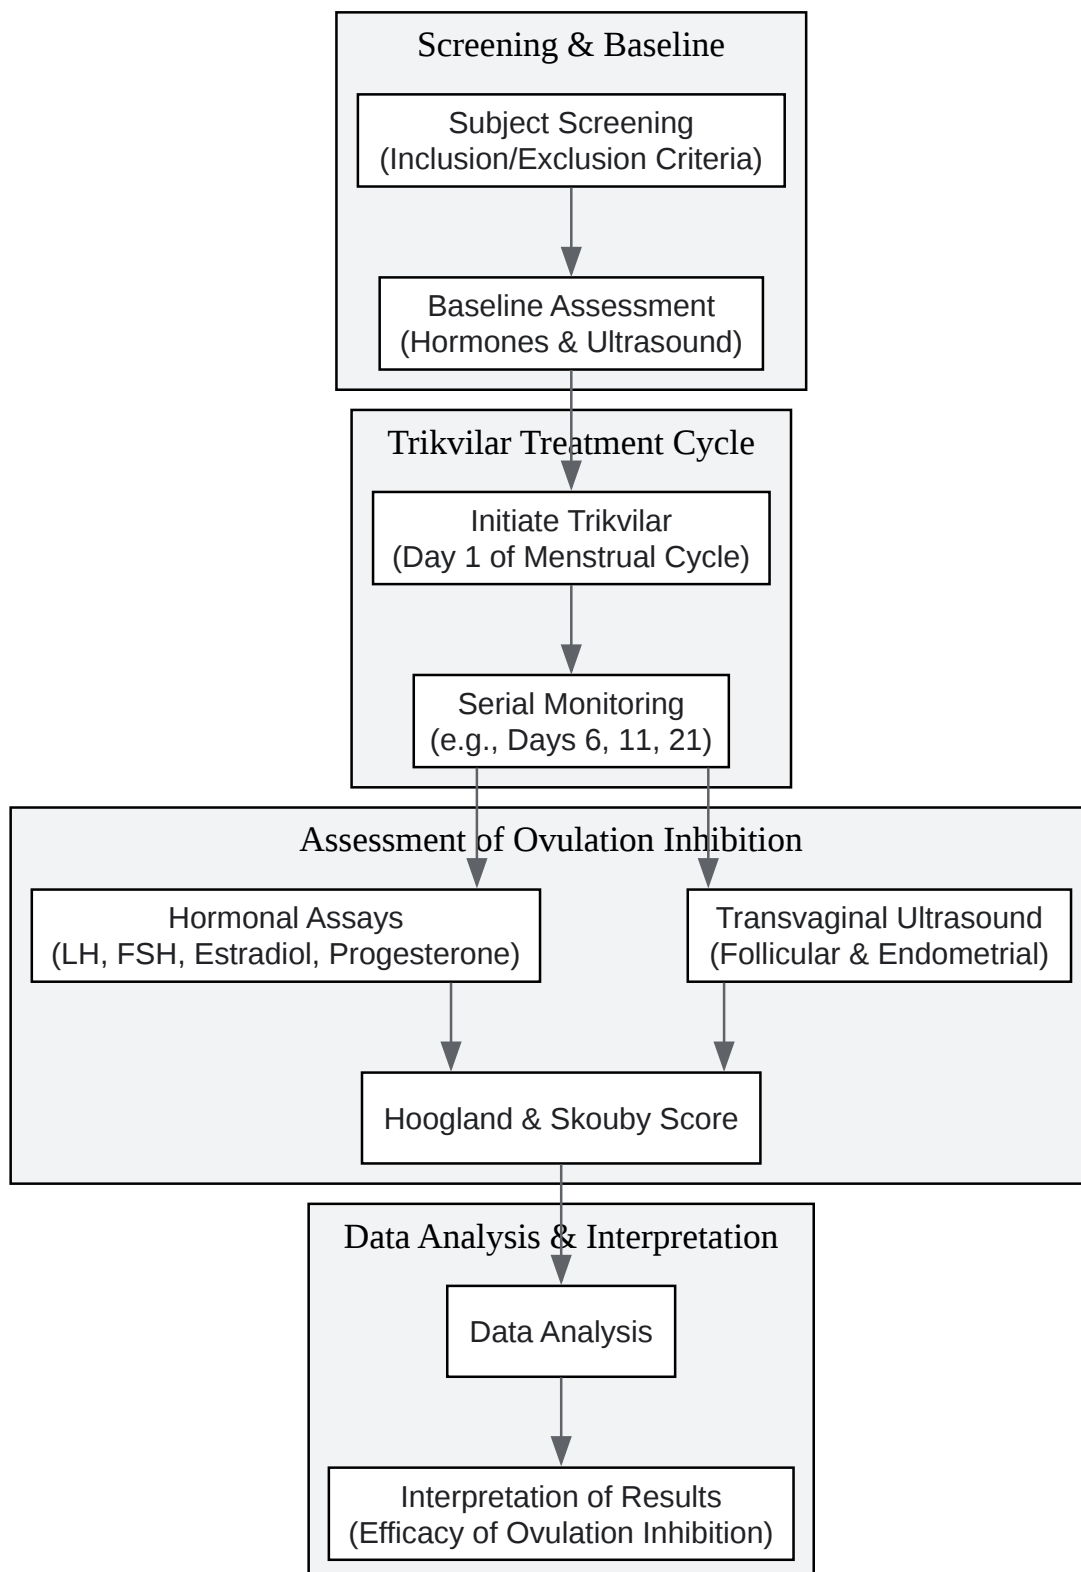 Screening & Baseline
Subject Screening
(Inclusion/Exclusion Criteria)
Baseline Assessment
(Hormones & Ultrasound)
Trikvilar Treatment Cycle
Initiate Trikvilar
(Day 1 of Menstrual Cycle)
Serial Monitoring
(e.g., Days 6, 11, 21)
Assessment of Ovulation Inhibition
Hormonal Assays
(LH, FSH, Estradiol, Progesterone)
Transvaginal Ultrasound
(Follicular & Endometrial)
Hoogland & Skouby Score
Data Analysis & Interpretation
Data Analysis
Interpretation of Results
(Efficacy of Ovulation Inhibition)